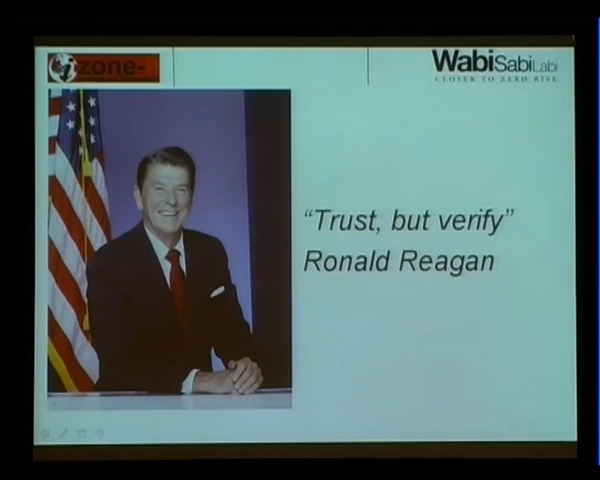 zone-
WabiSabiLabi
CLOSER TO ZERO RISK
“Trust, but verify”
Ronald Reagan